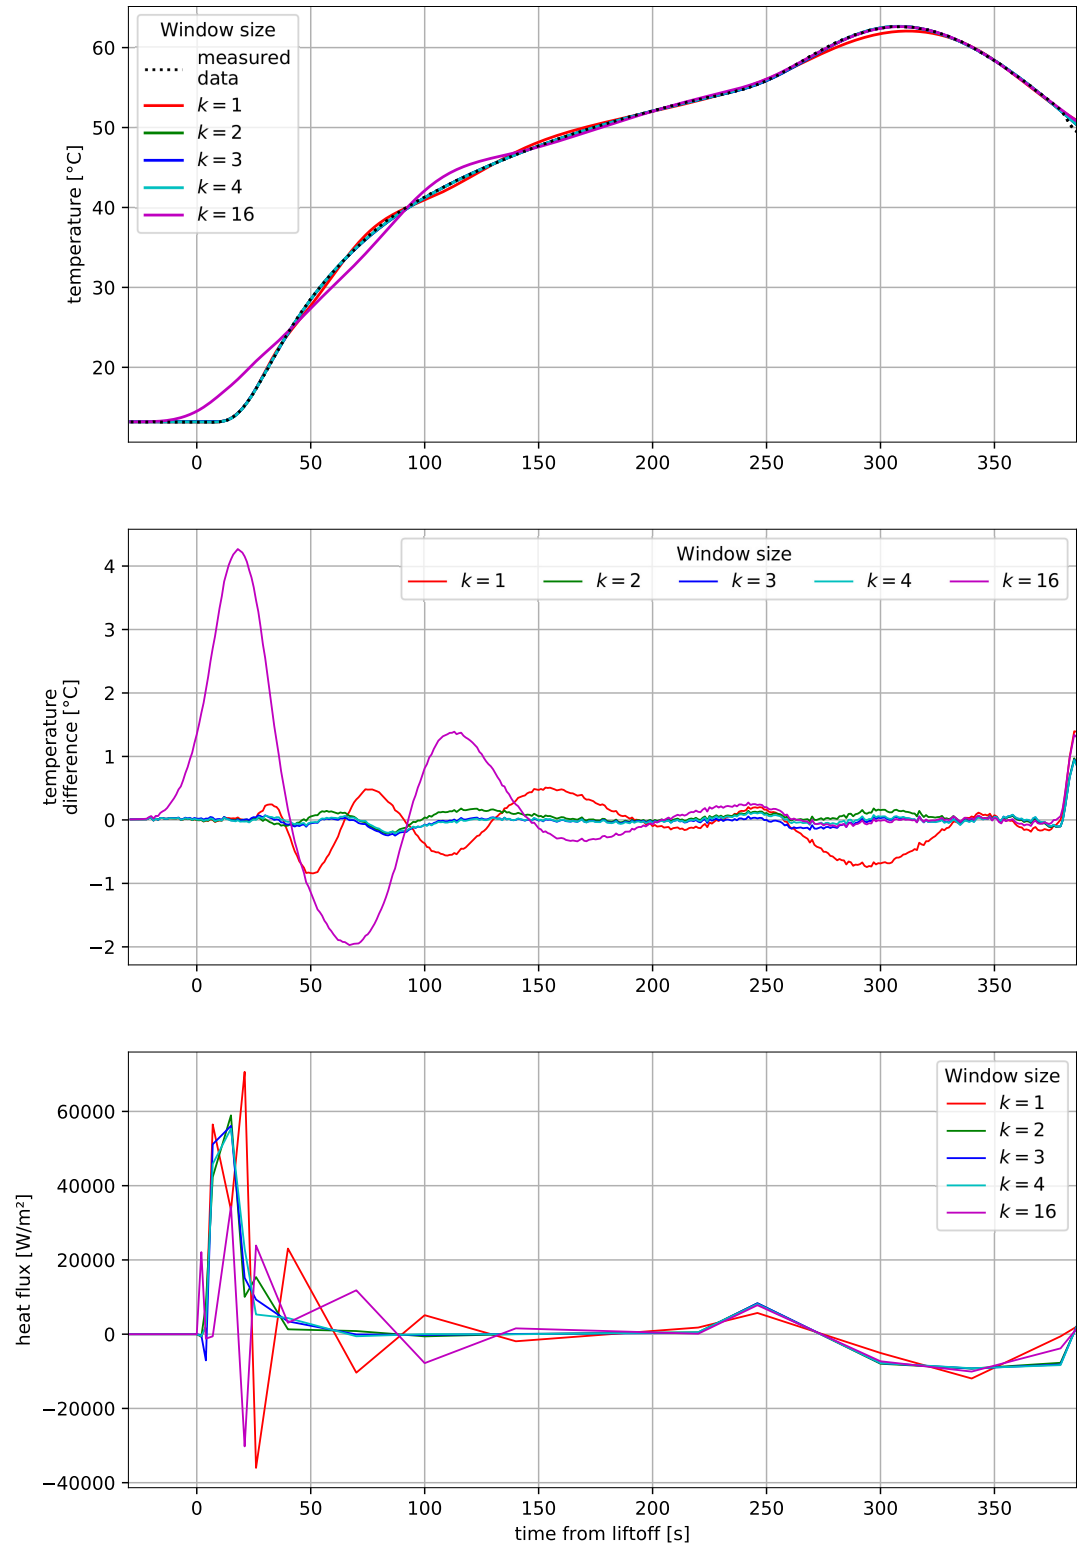 Window size
measured
data
k = 1
k = 2
k = 3
k = 4
k = 16
temperature [°C]
60
50
40
30
20
0 50 100 150 200 250 300 350
Window size
k = 1 k = 2 k = 3 k = 4 k = 16
temperature
difference [°C]
4
3
2
1
0
−1
−2
0 50 100 150 200 250 300 350
Window size
k = 1
k = 2
k = 3
k = 4
k = 16
heat flux [W/m²]
60000
40000
20000
0
−20000
−40000
0 50 100 150 200 250 300 350
time from liftoff [s]